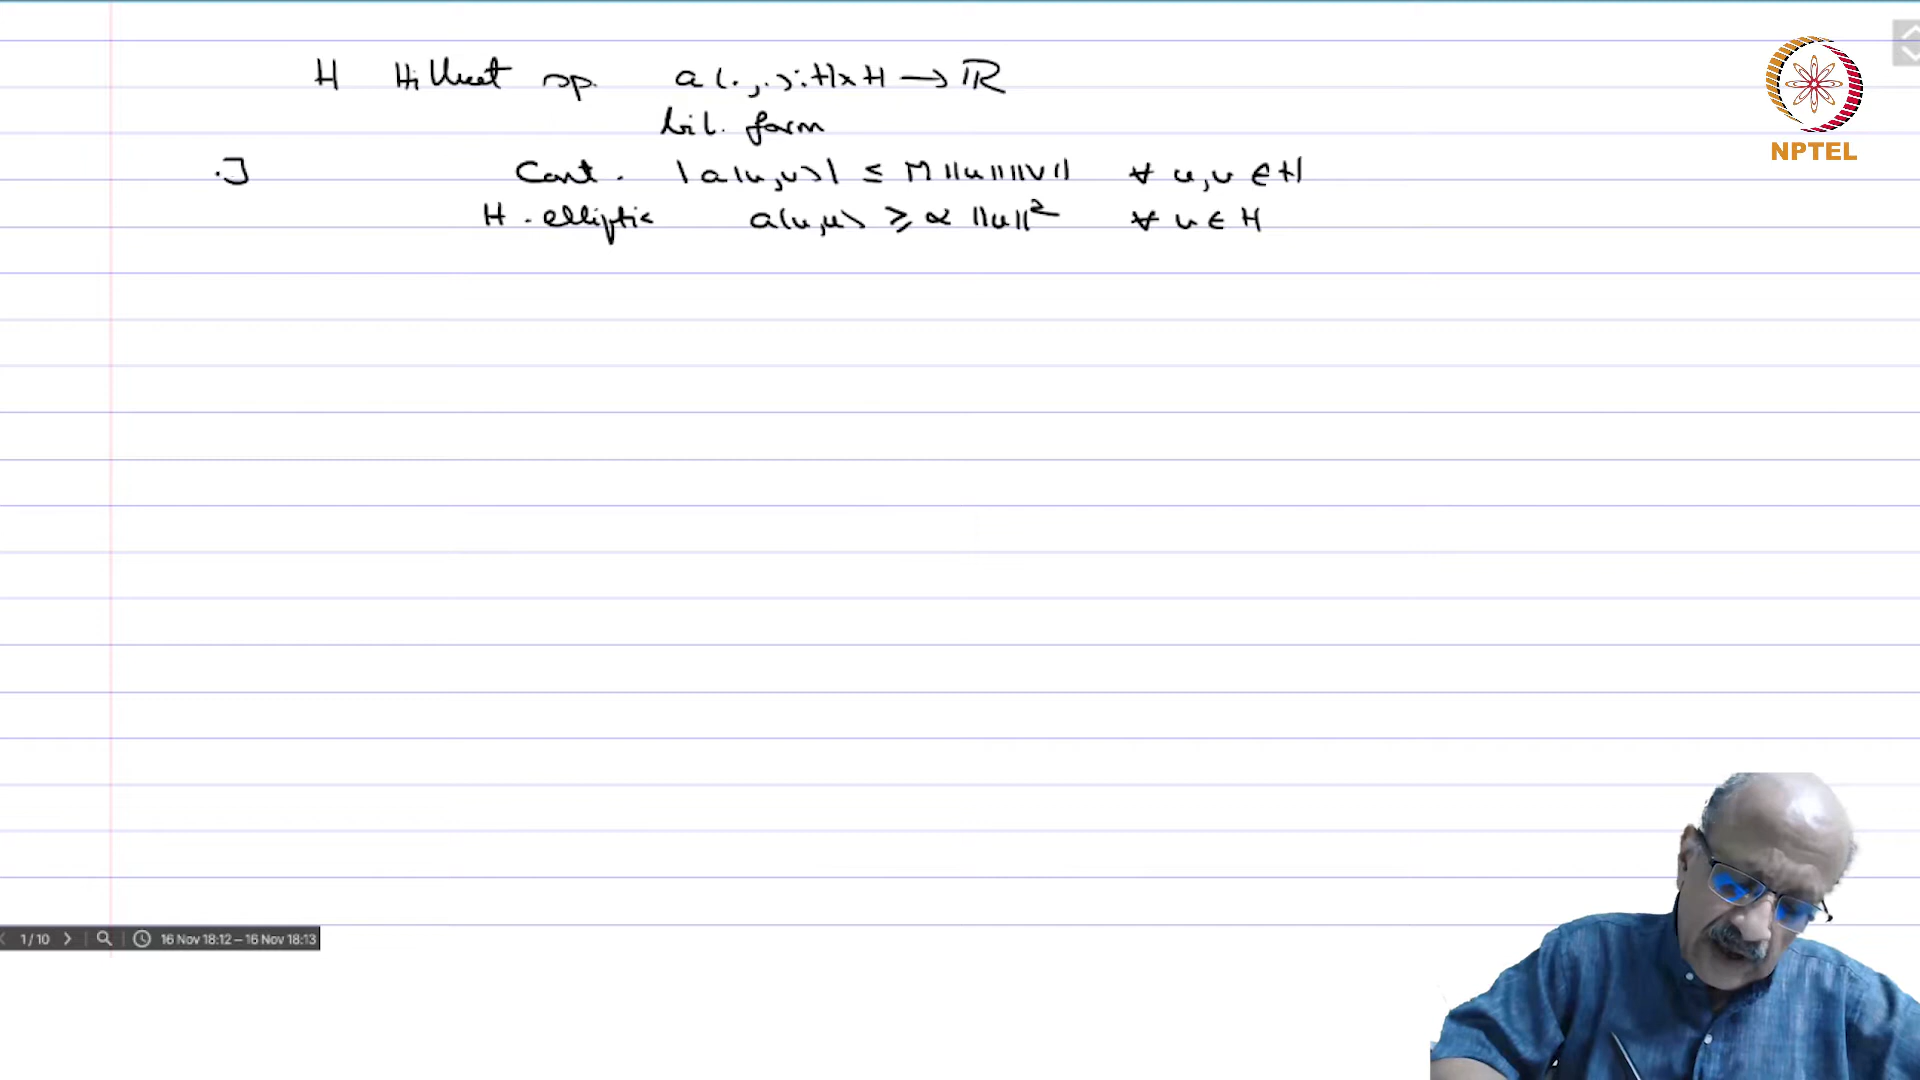 H Hilbert sp. a(.,.): H×H → ℝ
bil. form
Cont. |a(u,v)| ≤ M ||u|| ||v|| ∀ u,v ∈ H
H-elliptic a(u,u) ≥ α ||u||² ∀ u ∈ H
NPTEL
1/10 16 Nov 18:12 – 16 Nov 18:13